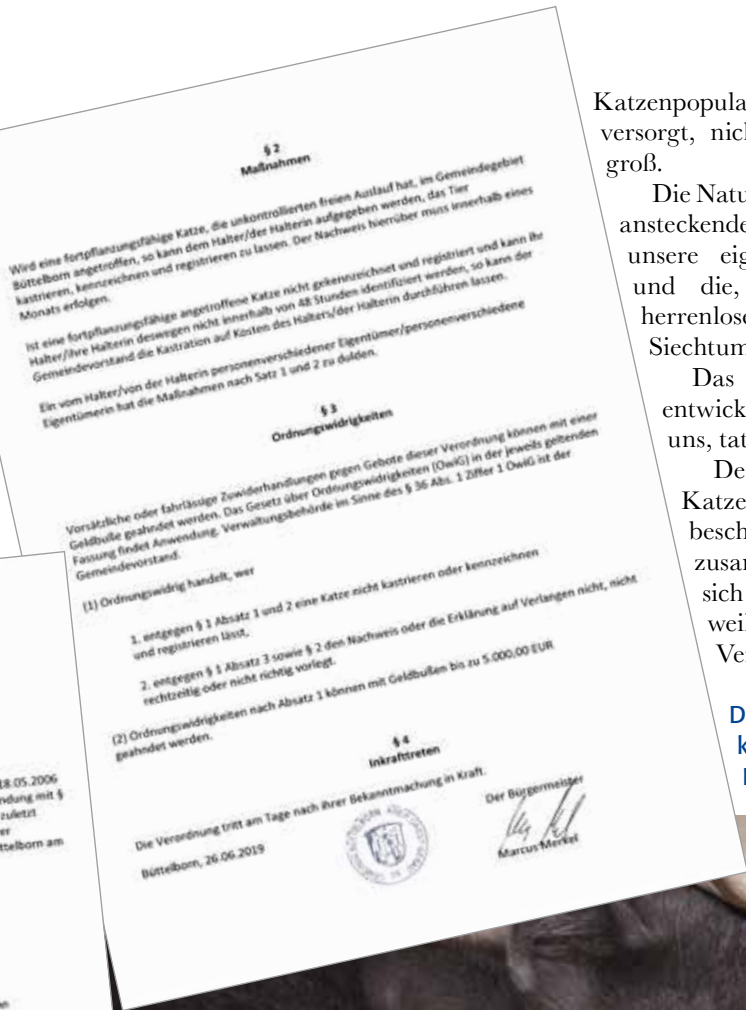 § 2
Maßnahmen
Wird eine fortpflanzungsfähige Katze, die unkontrollierten freien Auslauf hat, im Gemeindegebiet
Büttelborn angetroffen, so kann dem Halter/der Halterin aufgegeben werden, das Tier
kastrieren, kennzeichnen und registrieren zu lassen. Der Nachweis hierüber muss innerhalb eines
Monats erfolgen.
Ist eine fortpflanzungsfähige angetroffene Katze nicht gekennzeichnet und registriert und kann ihr
Halter/ihre Halterin deswegen nicht innerhalb von 48 Stunden identifiziert werden, so kann der
Gemeindevorstand die Kastration auf Kosten des Halters/der Halterin durchführen lassen.
Ein vom Halter/von der Halterin personenverschiedener Eigentümer/personenverschiedene
Eigentümerin hat die Maßnahmen nach Satz 1 und 2 zu dulden.
§ 3
Ordnungswidrigkeiten
Vorsätzliche oder fahrlässige Zuwiderhandlungen gegen Gebote dieser Verordnung können mit einer
Geldbuße geahndet werden. Das Gesetz über Ordnungswidrigkeiten (OwiG) in der jeweils geltenden
Fassung findet Anwendung. Verwaltungsbehörde im Sinne des § 36 Abs. 1 Ziffer 1 OwiG ist der
Gemeindevorstand.
(1) Ordnungswidrig handelt, wer
1. entgegen § 1 Absatz 1 und 2 eine Katze nicht kastrieren oder kennzeichnen
und registrieren lässt,
2. entgegen § 1 Absatz 3 sowie § 2 den Nachweis oder die Erklärung auf Verlangen nicht, nicht
rechtzeitig oder nicht richtig vorlegt.
(2) Ordnungswidrigkeiten nach Absatz 1 können mit Geldbußen bis zu 5.000,00 EUR
geahndet werden.
§ 4
Inkrafttreten
Die Verordnung tritt am Tage nach ihrer Bekanntmachung in Kraft.
Büttelborn, 26.06.2019
Der Bürgermeister
Marcus Merkel
18.05.2006
ndung mit §
zuletzt
er
ttelborn am
Katzenpopula
versorgt, nich
groß.
Die Natu
ansteckende
unsere eig
und die,
herrenlose
Siechtum
Das
entwick
uns, tat
De
Katze
besch
zusar
sich
weil
Ver
D
k